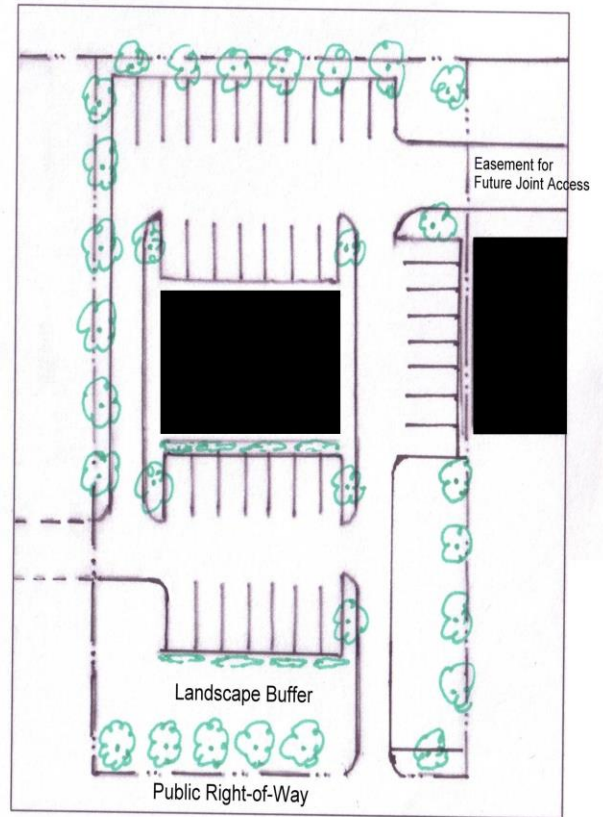 Easement for
Future Joint Access
Landscape Buffer
Public Right-of-Way